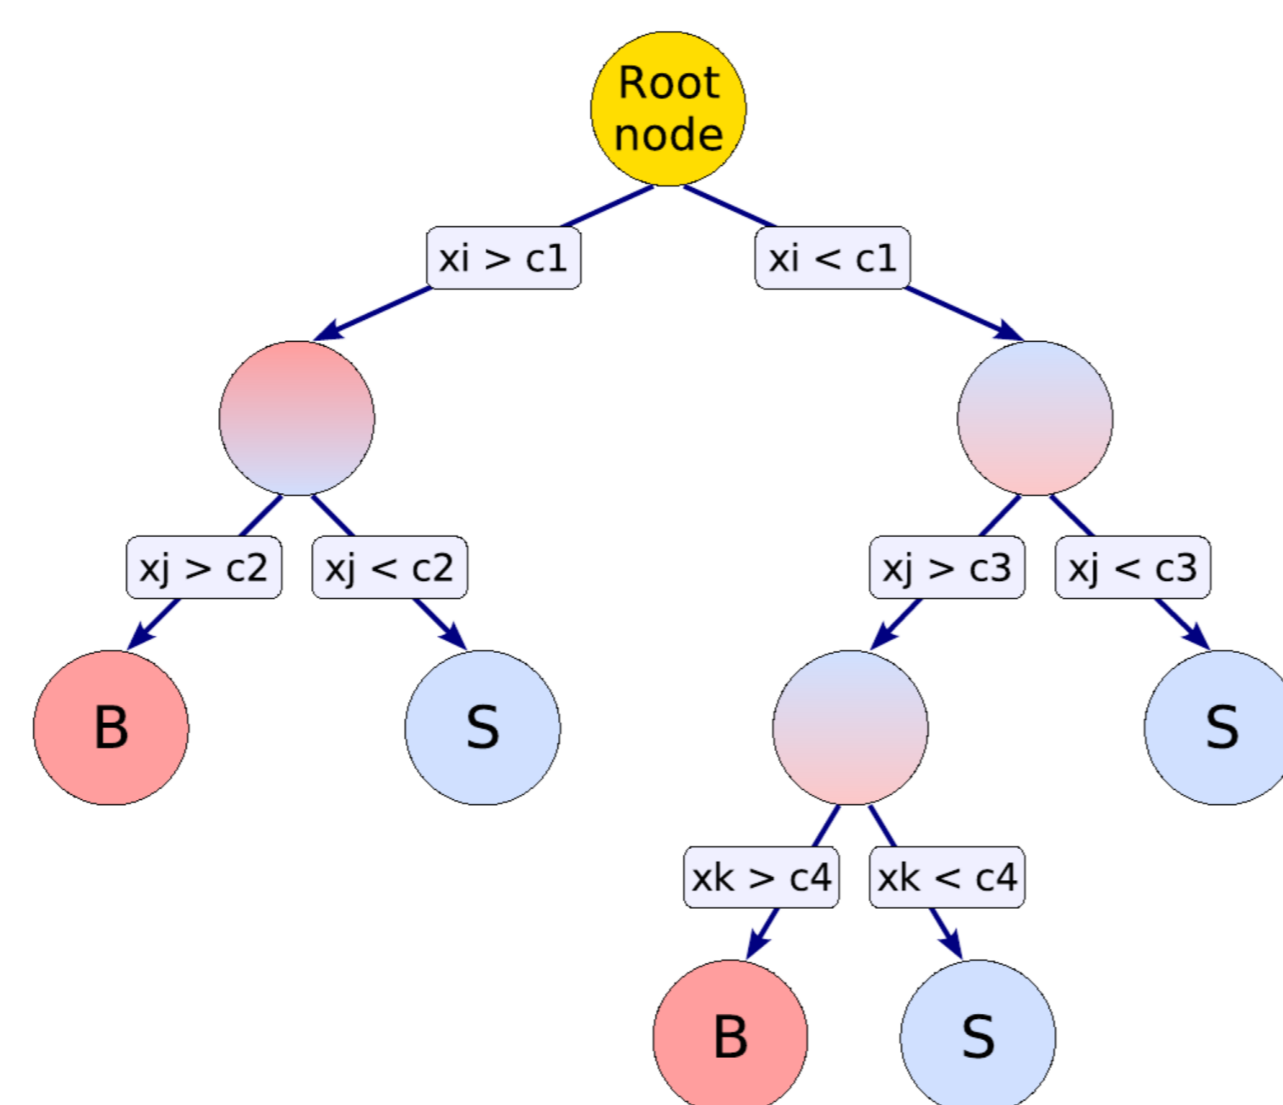 Root
node
xi > c1
xi < c1
xj > c2
xj < c2
xj > c3
xj < c3
B
S
S
xk > c4
xk < c4
B
S